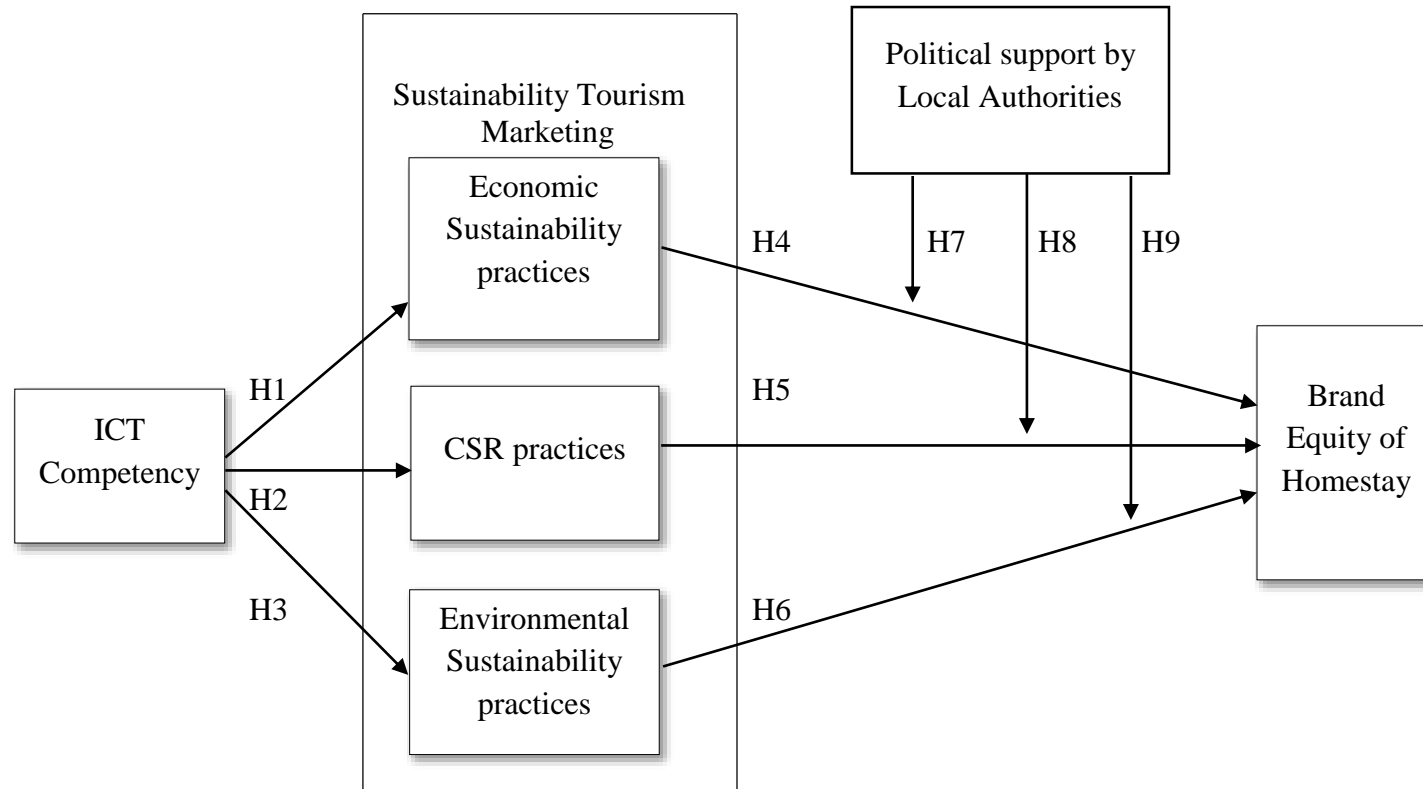 Political support by
Local Authorities
Sustainability Tourism
Marketing
Economic
Sustainability
practices
H4
H7
H8
H9
H1
H5
ICT
Competency
CSR practices
Brand
Equity of
Homestay
H2
H3
H6
Environmental
Sustainability
practices